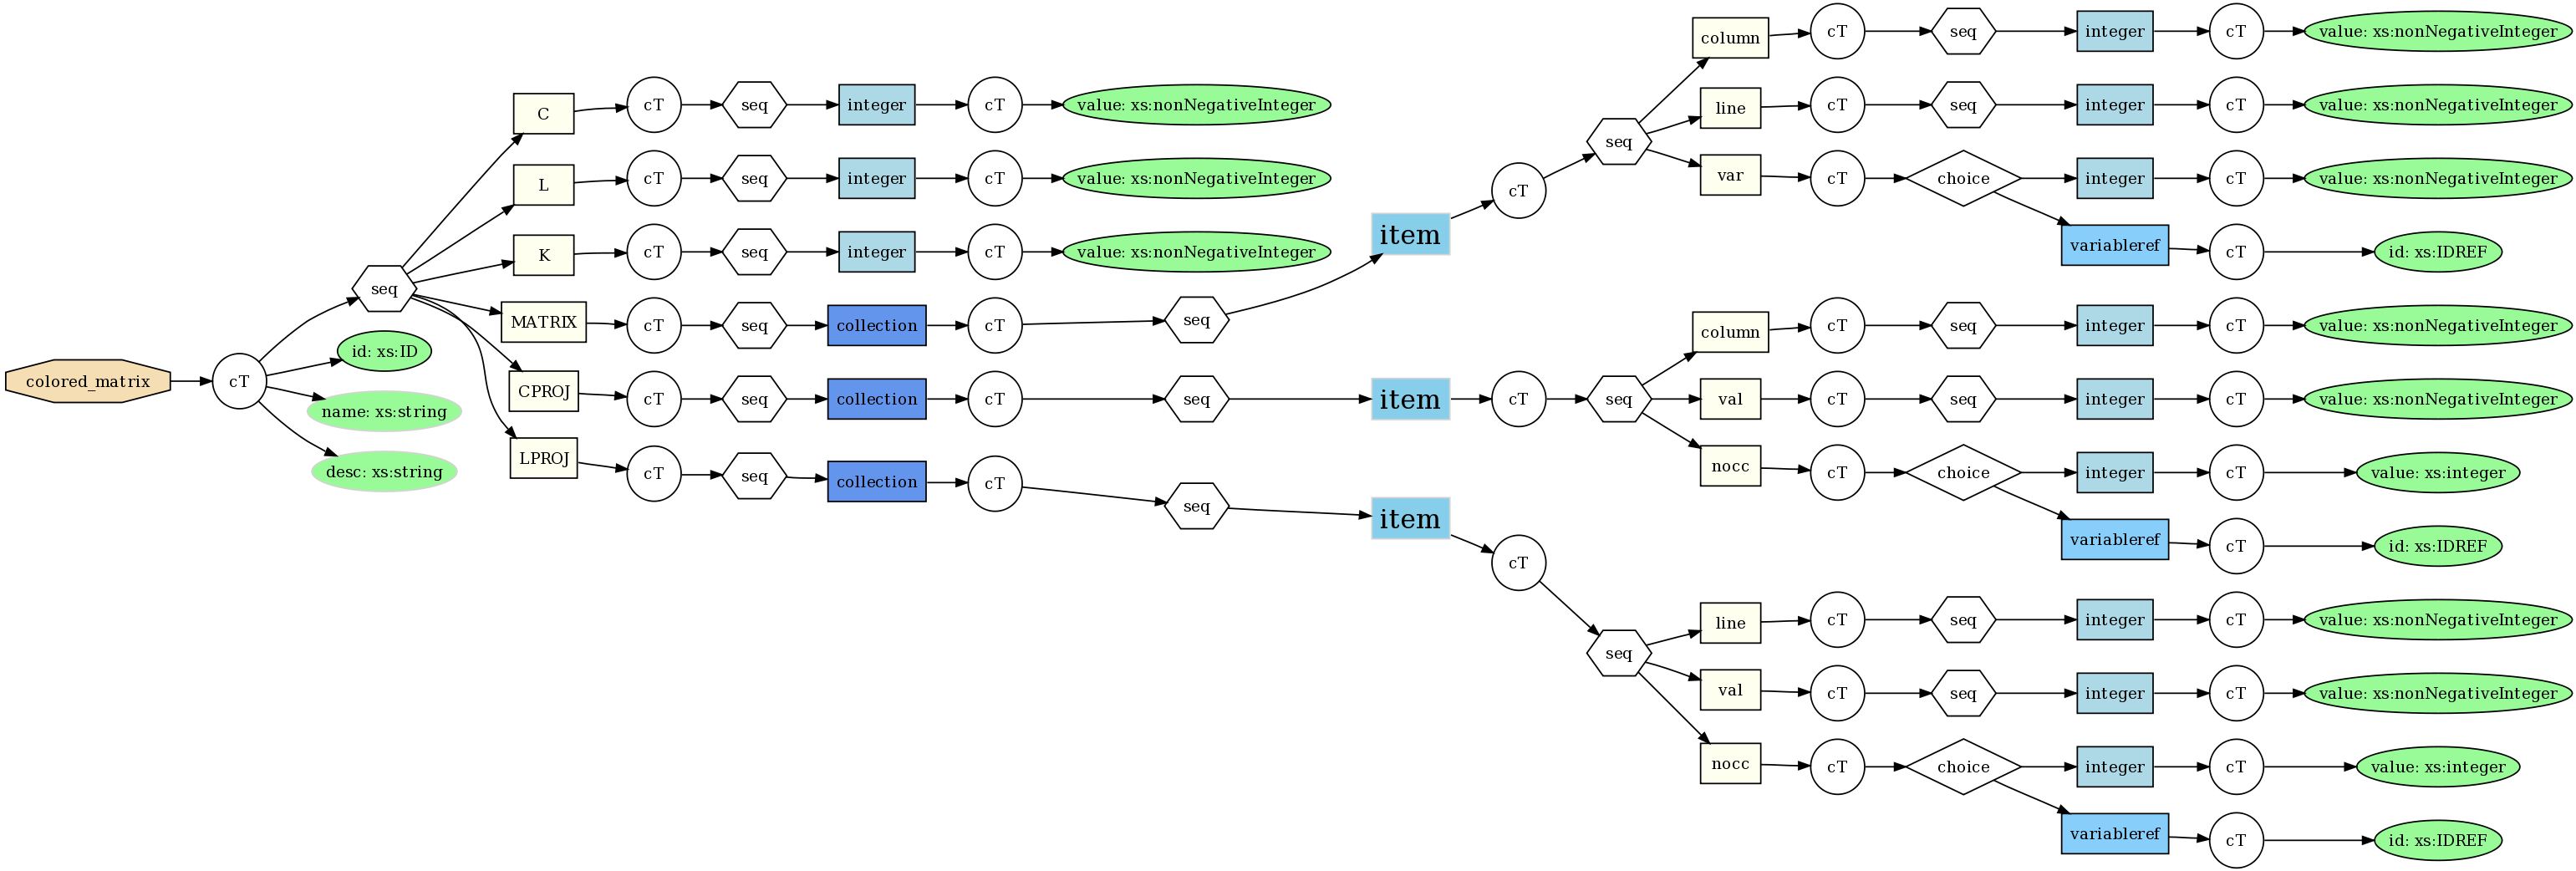 colored_matrix
cT
seq
id: xs:ID
name: xs:string
desc: xs:string
C
cT
seq
integer
cT
value: xs:nonNegativeInteger
L
cT
seq
integer
cT
value: xs:nonNegativeInteger
K
cT
seq
integer
cT
value: xs:nonNegativeInteger
MATRIX
cT
seq
collection
cT
seq
item
cT
seq
column
cT
seq
integer
cT
value: xs:nonNegativeInteger
line
cT
seq
integer
cT
value: xs:nonNegativeInteger
var
cT
choice
integer
cT
value: xs:nonNegativeInteger
variableref
cT
id: xs:IDREF
CPROJ
cT
seq
collection
cT
seq
item
cT
seq
column
cT
seq
integer
cT
value: xs:nonNegativeInteger
val
cT
seq
integer
cT
value: xs:nonNegativeInteger
nocc
cT
choice
integer
cT
value: xs:integer
variableref
cT
id: xs:IDREF
LPROJ
cT
seq
collection
cT
seq
item
cT
seq
line
cT
seq
integer
cT
value: xs:nonNegativeInteger
val
cT
seq
integer
cT
value: xs:nonNegativeInteger
nocc
cT
choice
integer
cT
value: xs:integer
variableref
cT
id: xs:IDREF